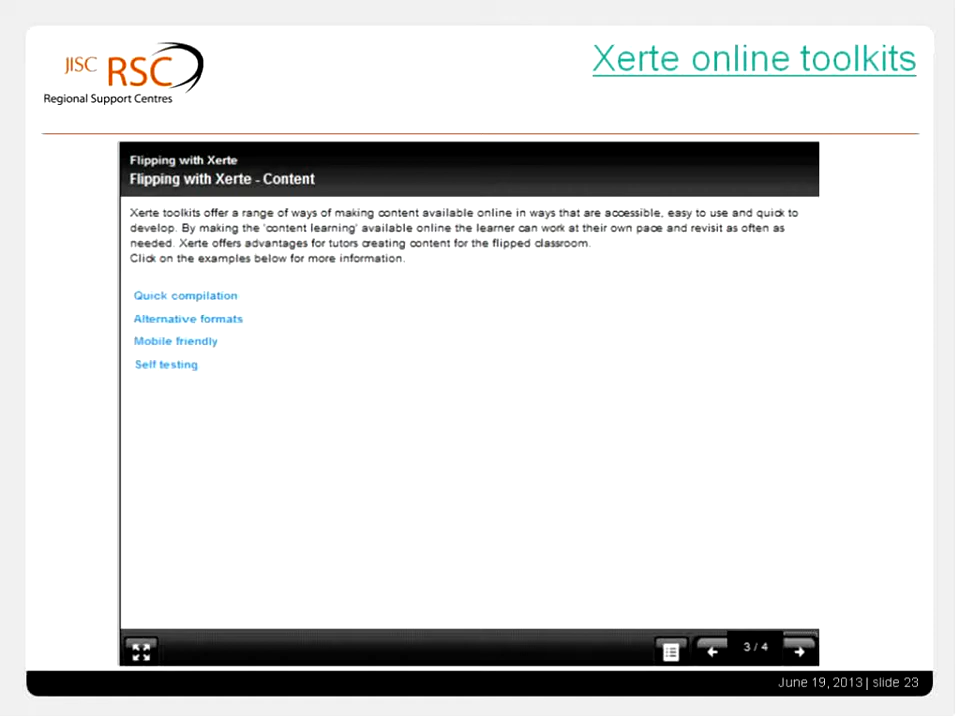 JISC RSC
Regional Support Centres
Xerte online toolkits
Flipping with Xerte
Flipping with Xerte - Content
Xerte toolkits offer a range of ways of making content available online in ways that are accessible, easy to use and quick to
develop. By making the 'content learning' available online the learner can work at their own pace and revisit as often as
needed. Xerte offers advantages for tutors creating content for the flipped classroom.
Click on the examples below for more information.
Quick compilation
Alternative formats
Mobile friendly
Self testing
3 / 4
June 19, 2013 | slide 23